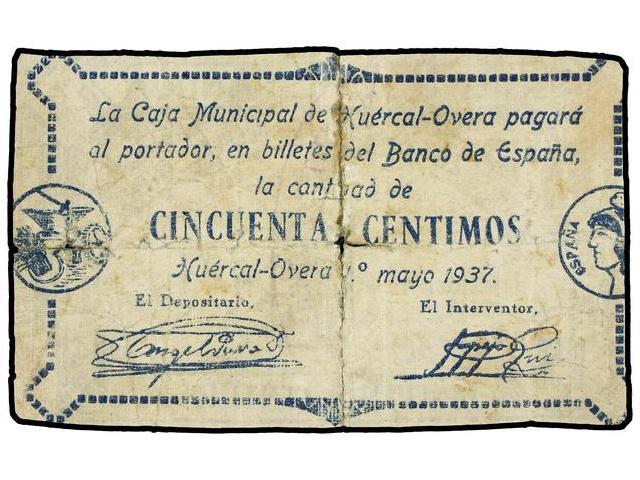 La Caja Municipal de Huércal-Overa pagará
al portador, en billetes del Banco de España,
la cantidad de
CINCUENTA CENTIMOS
Huércal-Overa 1.º mayo 1937.
El Depositario,
El Interventor,
ESPAÑA